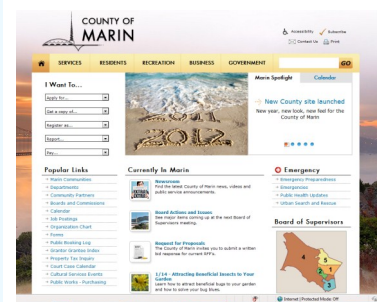 COUNTY OF
MARIN
Accessibility
Subscribe
Contact Us
Print
SERVICES
RESIDENTS
RECREATION
BUSINESS
GOVERNMENT
GO
I Want To...
Apply for...
Get a copy of...
Register as...
Report...
Pay...
2011
2012
Marin Spotlight
Calendar
New County site launched
New year, new look, new feel for the
County of Marin
Popular Links
Marin Communities
Departments
Community Partners
Boards and Commissions
Calendar
Job Postings
Organization Chart
Forms
Public Booking Log
Grantor Grantee Index
Property Tax Inquiry
Court Case Calendar
Cultural Services Events
Public Works - Purchasing
Currently In Marin
Newsroom
Find the latest County of Marin news, videos and
public service announcements.
Board Actions and Issues
See major items coming up at the next Board of
Supervisors meeting.
Request for Proposals
The County of Marin invites you to submit a written
bid response for current RFP's.
1/14 - Attracting Beneficial Insects to Your
Garden
Learn how to attract beneficial bugs to your garden
and how to solve your bug blues.
Emergency
Emergency Preparedness
Emergencies
Public Health Updates
Urban Search and Rescue
Board of Supervisors
4
5
1
2
3
Internet | Protected Mode: Off